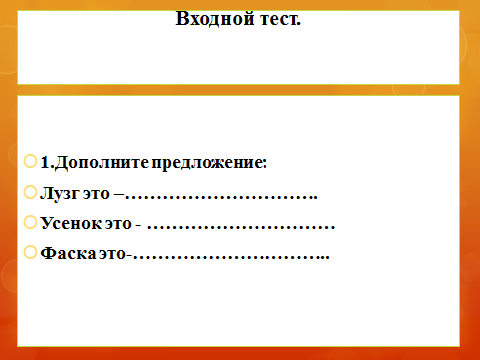 Входной тест.
1.Дополните предложение:
Лузг это –………………………….
Усенок это - …………………………
Фаска это-………………….………..